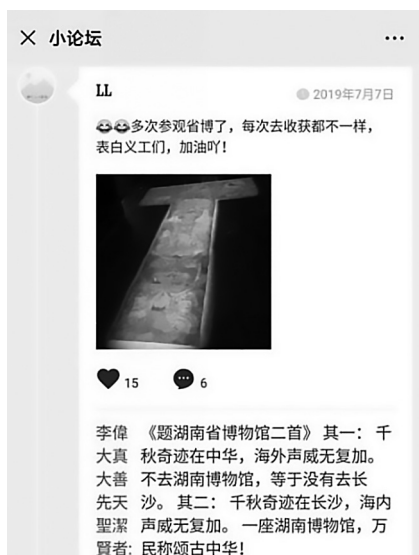 × 小论坛 ...
LL 2019年7月7日
😂😂多次参观省博了，每次去收获都不一样，
表白义工们，加油吖！
15 6
李偉 《题湖南省博物馆二首》 其一： 千
大真 秋奇迹在中华，海外声威无复加。
大善 不去湖南博物馆，等于没有去长
先天 沙。 其二： 千秋奇迹在长沙，海内
聖潔 声威无复加。 一座湖南博物馆，万
賢者: 民称颂古中华！